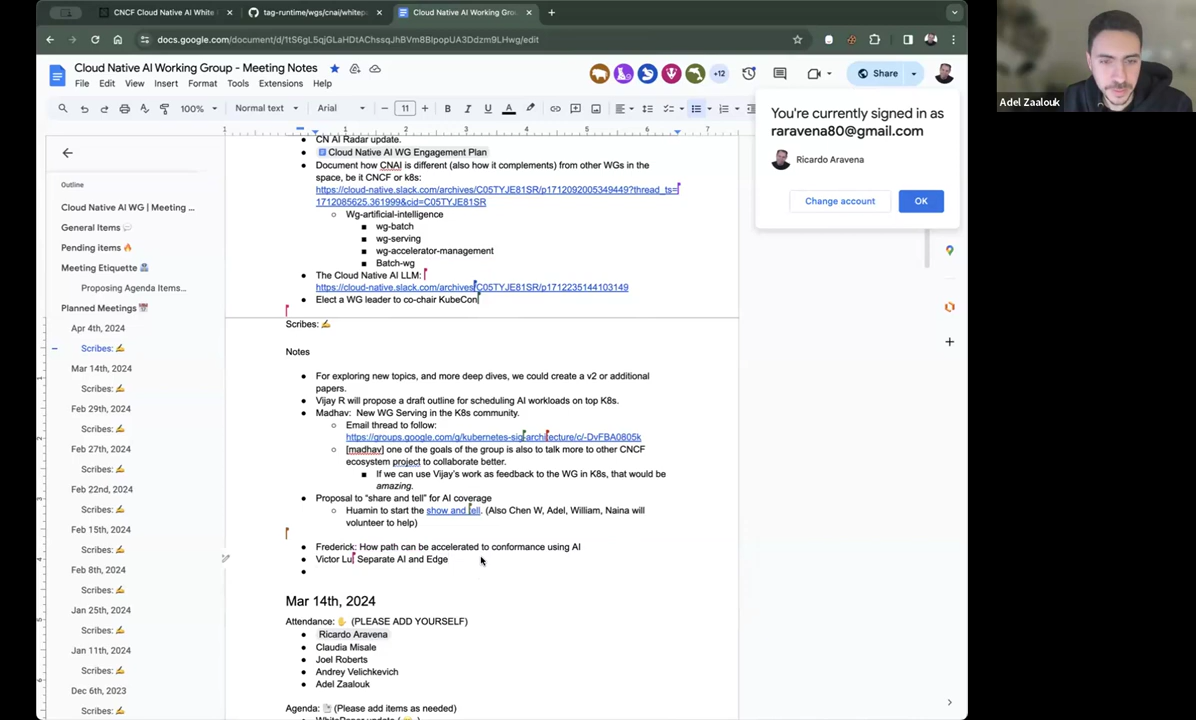 CNCF Cloud Native AI White
tag-runtime/wgs/cnai/whitep
Cloud Native AI Working Gro
docs.google.com/document/d/1tS6gL5qjGLaHDtAChssqJhBVm8BIpopUA3Ddzm9LHwg/edit
Cloud Native AI Working Group - Meeting Notes
File Edit View Insert Format Tools Extensions Help
+12
Share
100% Normal text Arial 11
Outline
Cloud Native AI WG | Meeting ...
General Items 💬
Pending items 🔥
Meeting Etiquette
Proposing Agenda Items...
Planned Meetings 📅
Apr 4th, 2024
Scribes: ✍️
Mar 14th, 2024
Scribes: ✍️
Feb 29th, 2024
Scribes: ✍️
Feb 27th, 2024
Scribes: ✍️
Feb 22nd, 2024
Scribes: ✍️
Feb 15th, 2024
Scribes: ✍️
Feb 8th, 2024
Scribes: ✍️
Jan 25th, 2024
Scribes: ✍️
Jan 11th, 2024
Scribes: ✍️
Dec 6th, 2023
Scribes: ✍️
CN AI Radar update.
Cloud Native AI WG Engagement Plan
Document how CNAI is different (also how it complements) from other WGs in the
space, be it CNCF or k8s:
https://cloud-native.slack.com/archives/C05TYJE81SR/p1712092005349449?thread_ts=
1712085625.361999&cid=C05TYJE81SR
Wg-artificial-intelligence
wg-batch
wg-serving
wg-accelerator-management
Batch-wg
The Cloud Native AI LLM:
https://cloud-native.slack.com/archives/C05TYJE81SR/p1712235144103149
Elect a WG leader to co-chair KubeCon
Scribes: ✍️
Notes
For exploring new topics, and more deep dives, we could create a v2 or additional
papers.
Vijay R will propose a draft outline for scheduling AI workloads on top K8s.
Madhav: New WG Serving in the K8s community.
Email thread to follow:
https://groups.google.com/g/kubernetes-sig-architecture/c/-DvFBA0805k
[madhav] one of the goals of the group is also to talk more to other CNCF
ecosystem project to collaborate better.
If we can use Vijay's work as feedback to the WG in K8s, that would be
amazing.
Proposal to "share and tell" for AI coverage
Huamin to start the show and tell. (Also Chen W, Adel, William, Naina will
volunteer to help)
Frederick: How path can be accelerated to conformance using AI
Victor Lu: Separate AI and Edge
Mar 14th, 2024
Attendance: ✋ (PLEASE ADD YOURSELF)
Ricardo Aravena
Claudia Misale
Joel Roberts
Andrey Velichkevich
Adel Zaalouk
Agenda: 📑 (Please add items as needed)
WhitePaper update
You're currently signed in as
raravena80@gmail.com
Ricardo Aravena
Change account
OK
Adel Zaalouk